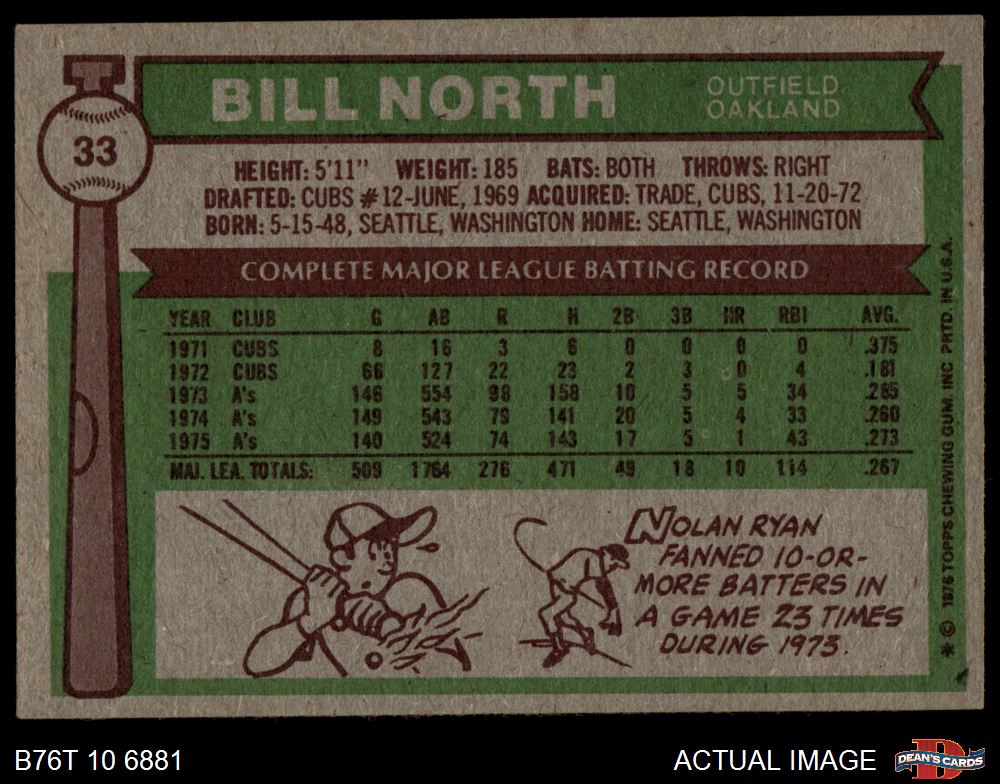 33
BILL NORTH
OUTFIELD
OAKLAND
HEIGHT: 5'11" WEIGHT: 185 BATS: BOTH THROWS: RIGHT
DRAFTED: CUBS #12-JUNE, 1969 ACQUIRED: TRADE, CUBS, 11-20-72
BORN: 5-15-48, SEATTLE, WASHINGTON HOME: SEATTLE, WASHINGTON
COMPLETE MAJOR LEAGUE BATTING RECORD
YEAR CLUB G AB R H 2B 3B HR RBI AVG.
1971 CUBS 8 16 3 6 0 0 0 0 .375
1972 CUBS 66 127 22 23 2 3 0 4 .181
1973 A's 146 554 98 158 10 5 5 34 .285
1974 A's 149 543 79 141 20 5 4 33 .260
1975 A's 140 524 74 143 17 5 1 43 .273
MAJ. LEA. TOTALS: 509 1764 276 471 49 18 10 114 .267
NOLAN RYAN
FANNED 10-OR-
MORE BATTERS IN
A GAME 23 TIMES
DURING 1973.
* © 1976 TOPPS CHEWING GUM, INC PRTD. IN U.S.A.
B76T 10 6881
ACTUAL IMAGE
D
DEAN'S CARDS